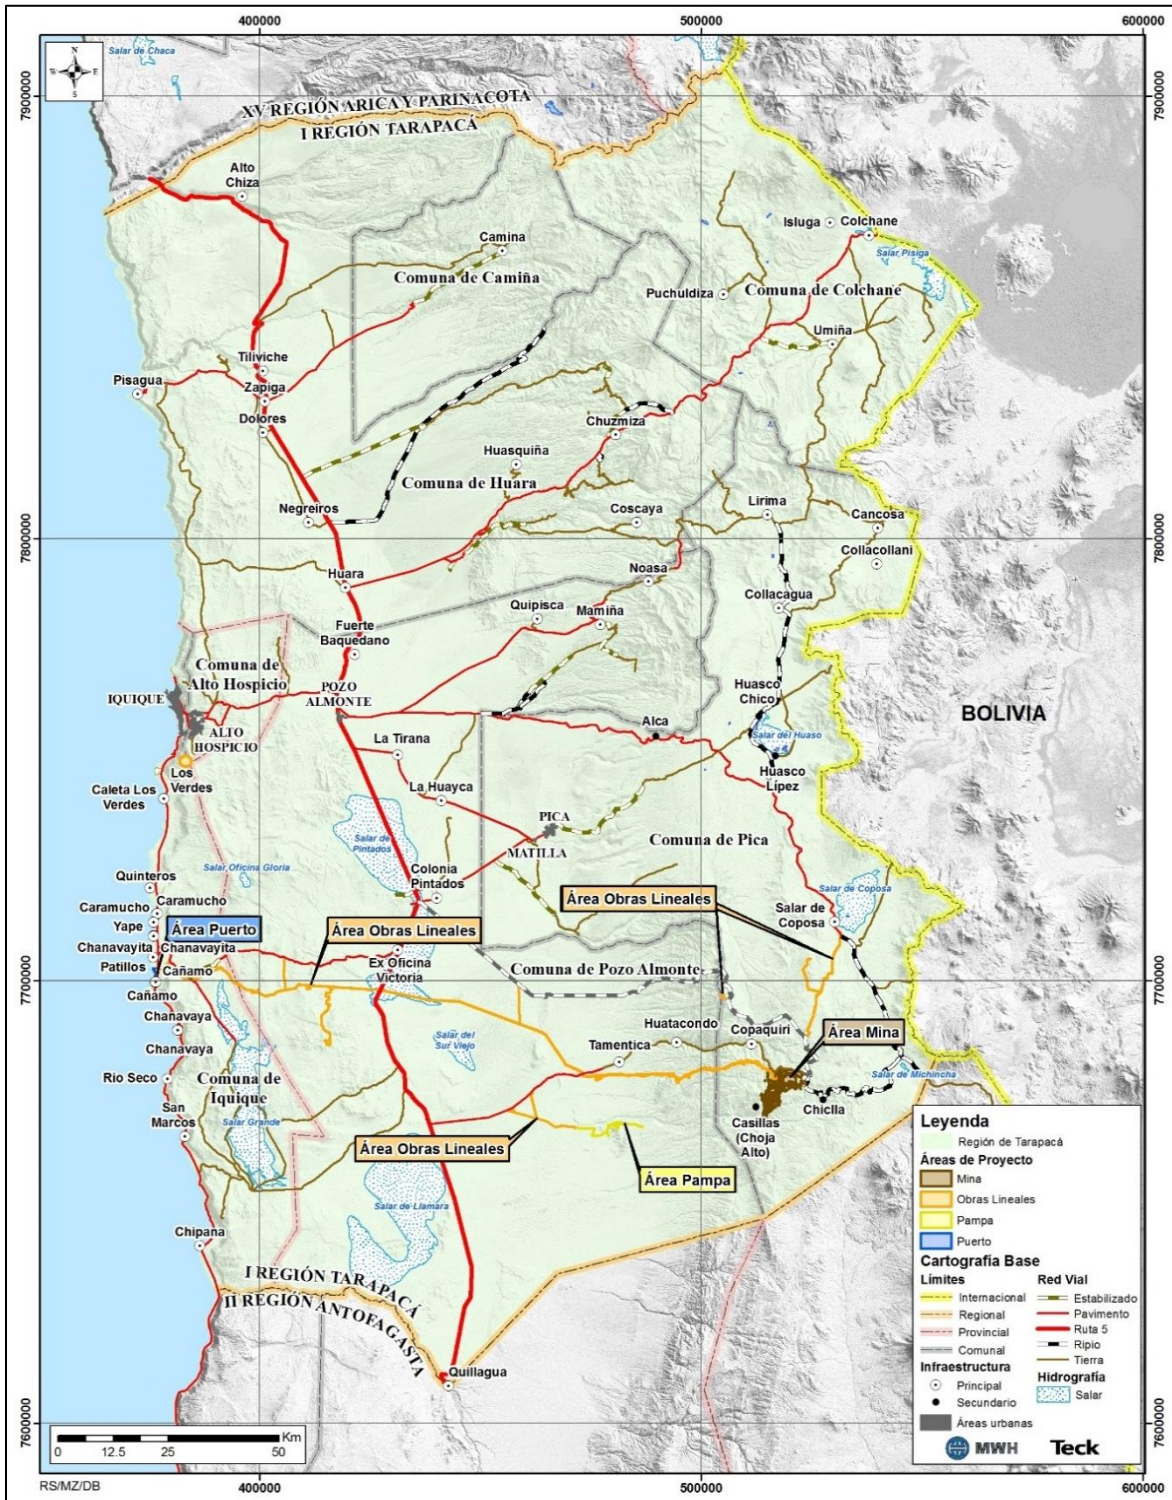 400000
500000
600000
Salar de Chaca
N
W
E
S
7900000
7900000
XV REGIÓN ARICA Y PARINACOTA
I REGIÓN TARAPACÁ
Alto
Chiza
Isluga
Colchane
Camina
Salar Pisiga
Comuna de Camiña
Puchuldiza
Comuna de Colchane
Umiña
Tiliviche
Pisagua
Zapiga
Dolores
Chuzmiza
Huasquiña
Comuna de Huara
Negreiros
Coscaya
Lirima
Cancosa
7800000
7800000
Collacollani
Huara
Noasa
Quipisca
Mamiña
Collacagua
Fuerte
Baquedano
Comuna de
Alto Hospicio
POZO
ALMONTE
IQUIQUE
Huasco
Chico
BOLIVIA
ALTO
HOSPICIO
La Tirana
Alca
Salar del Huaso
Los
Verdes
Huasco
Lípez
Caleta Los
Verdes
La Huayca
PICA
Salar de
Pintados
MATILLA
Comuna de Pica
Salar Oficina Gloria
Colonia
Pintados
Quinteros
Salar de Coposa
Caramucho
Caramucho
Área Obras Lineales
Yape
Área Puerto
Área Obras Lineales
Salar de
Coposa
Chanavayita
Chanavayita
Patillos
Cañamo
Ex Oficina
Victoria
Comuna de Pozo Almonte
7700000
7700000
Cañamo
Chanavaya
Salar del
Sur Viejo
Huatacondo
Copaquiri
Área Mina
Chanavaya
Tamentica
Rio Seco
Comuna de
Iquique
Salar de Michincha
San
Marcos
Salar Grande
Casillas
(Choja
Alto)
Chiclla
Área Obras Lineales
Área Pampa
Salar de Llamara
Chipana
I REGIÓN TARAPACÁ
II REGIÓN ANTOFAGASTA
Quillagua
Leyenda
Región de Tarapacá
Áreas de Proyecto
Mina
Obras Lineales
Pampa
Puerto
Cartografía Base
Límites
Internacional
Regional
Provincial
Comunal
Infraestructura
Principal
Secundario
Áreas urbanas
Red Vial
Estabilizado
Pavimento
Ruta 5
Ripio
Tierra
Hidrografía
Salar
MWH
Teck
7600000
7600000
Km
0
12.5
25
50
RS/MZ/DB
400000
500000
600000